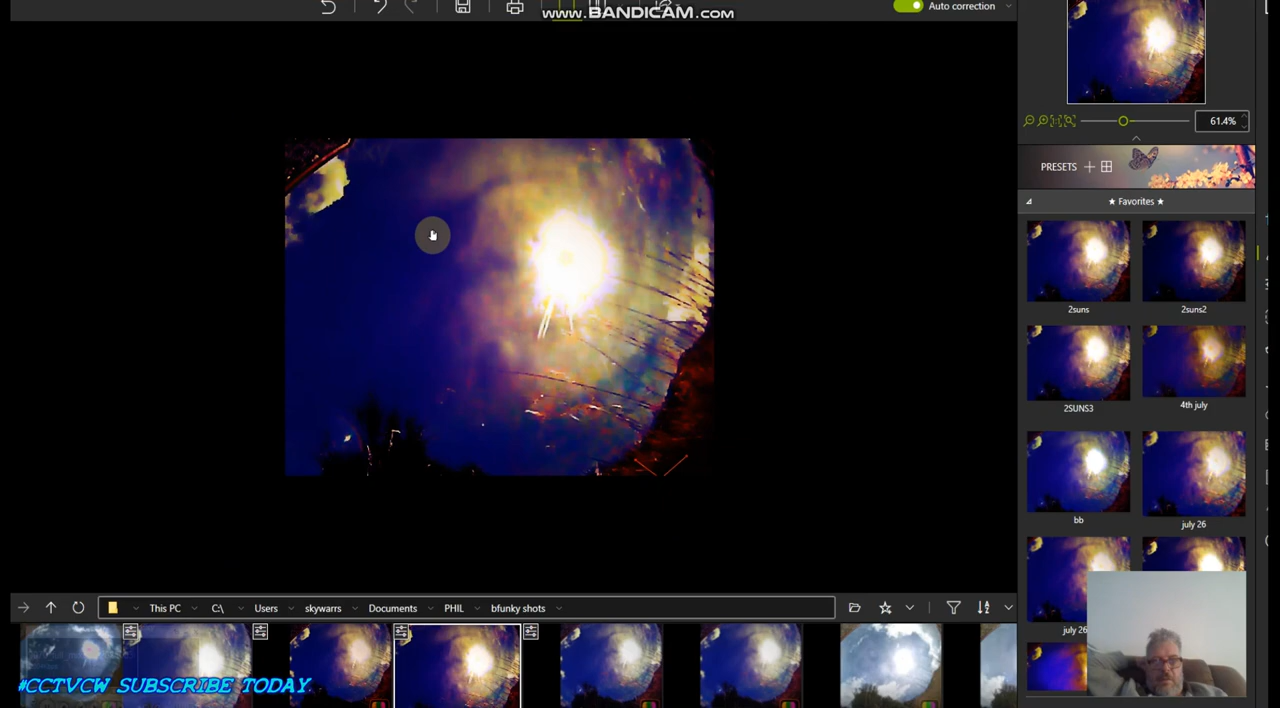 www.BANDICAM.com
Auto correction
61.4%
PRESETS
★ Favorites ★
2suns
2suns2
2SUNS3
4th july
bb
july 26
july 26
This PC
C:\
Users
skywarrs
Documents
PHIL
bfunky shots
#CCTVCW SUBSCRIBE TODAY